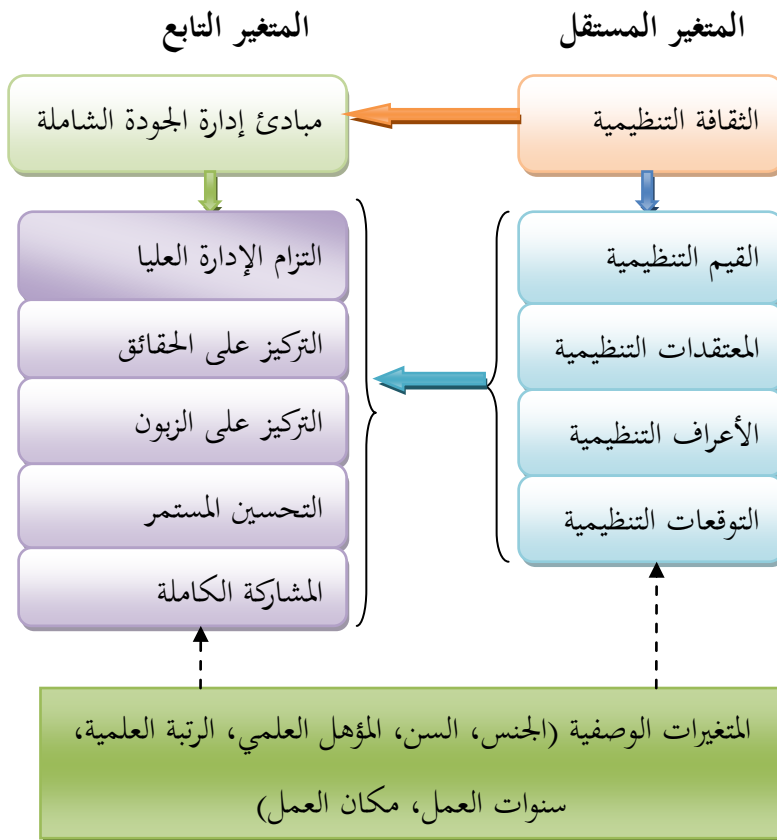 المتغير المستقل
المتغير التابع
الثقافة التنظيمية
مبادئ إدارة الجودة الشاملة
القيم التنظيمية
المعتقدات التنظيمية
الأعراف التنظيمية
التوقعات التنظيمية
التزام الإدارة العليا
التركيز على الحقائق
التركيز على الزبون
التحسين المستمر
المشاركة الكاملة
المتغيرات الوصفية (الجنس، السن، المؤهل العلمي، الرتبة العلمية،
سنوات العمل، مكان العمل)